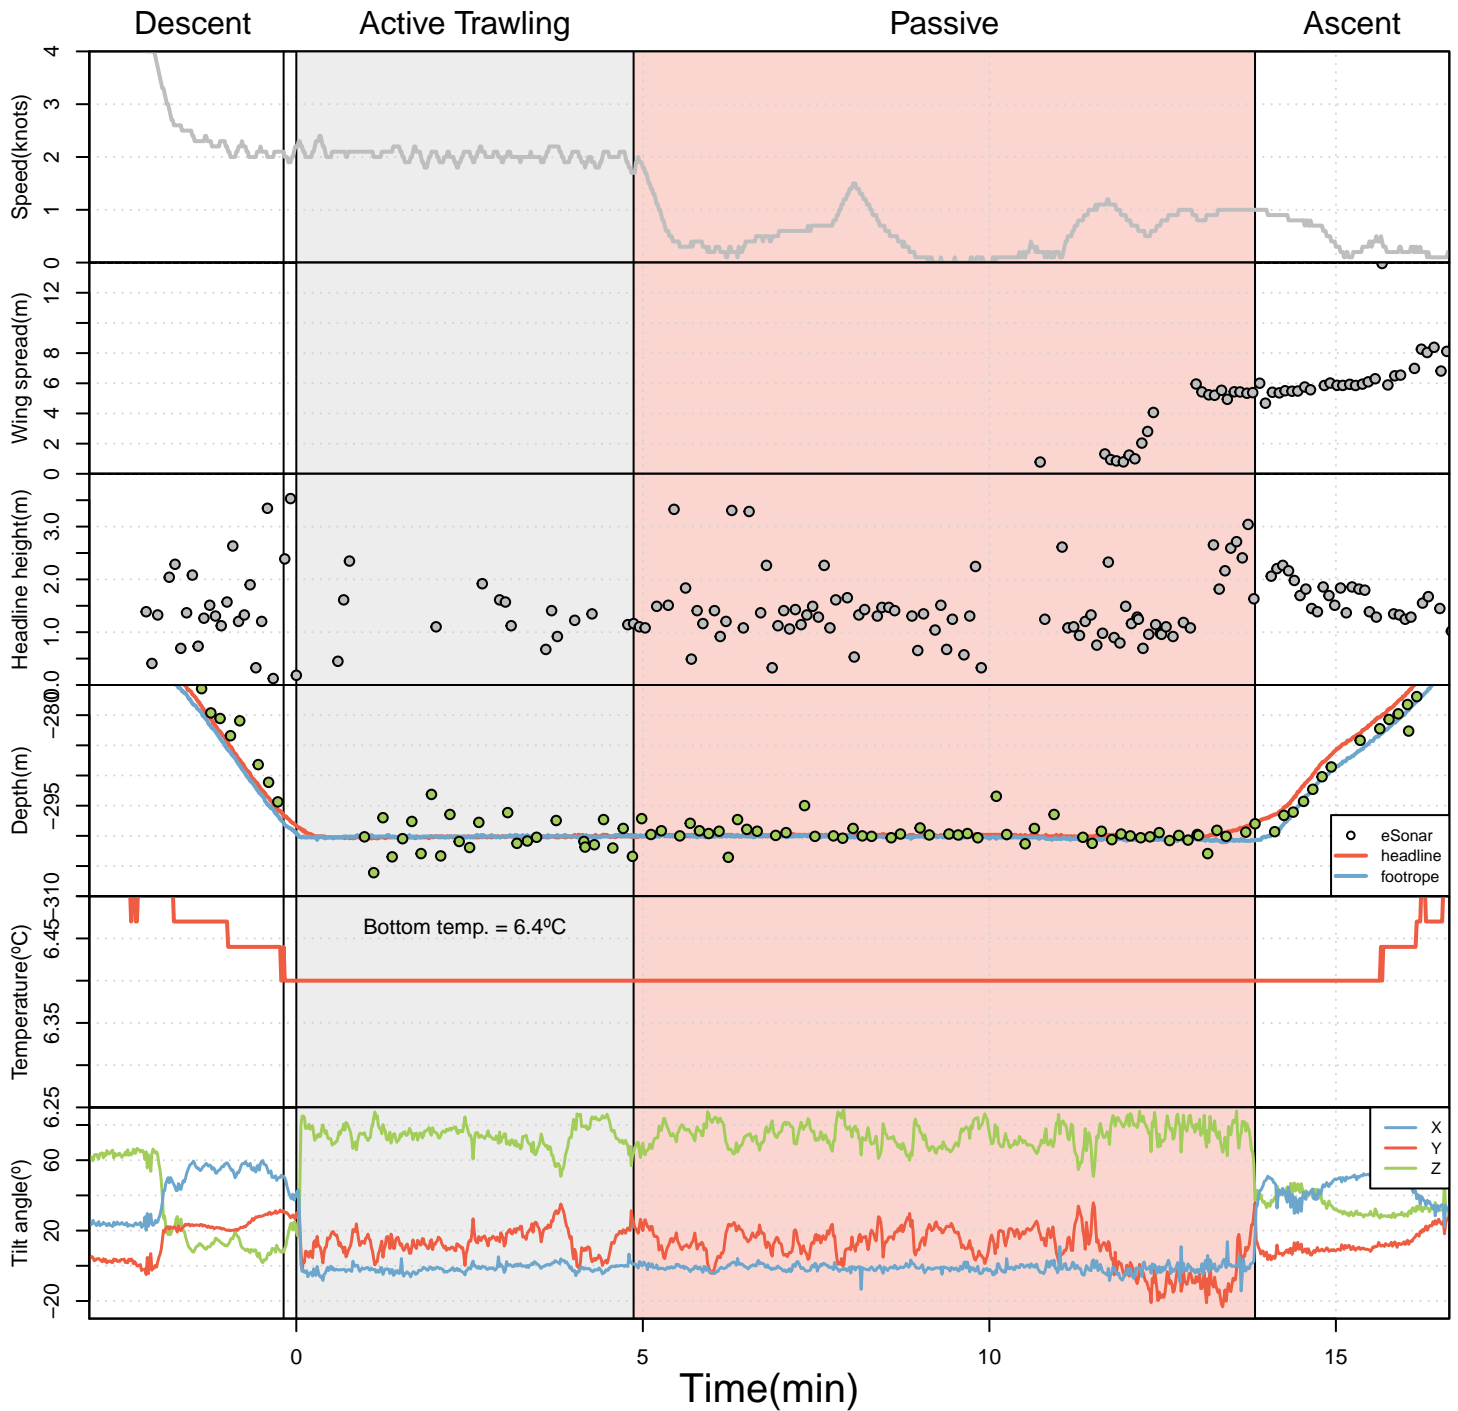 Descent Active Trawling Passive Ascent
Speed(knots)
4
3
2
1
0
Wing spread(m)
12
8
6
4
2
0
Headline height(m)
3.0
2.0
1.0
0.0
Depth(m)
−280
−295
−310
eSonar
headline
footrope
Temperature(ºC)
6.45
6.35
6.25
Bottom temp. = 6.4ºC
Tilt angle(º)
60
20
−20
X
Y
Z
0 5 10 15
Time(min)